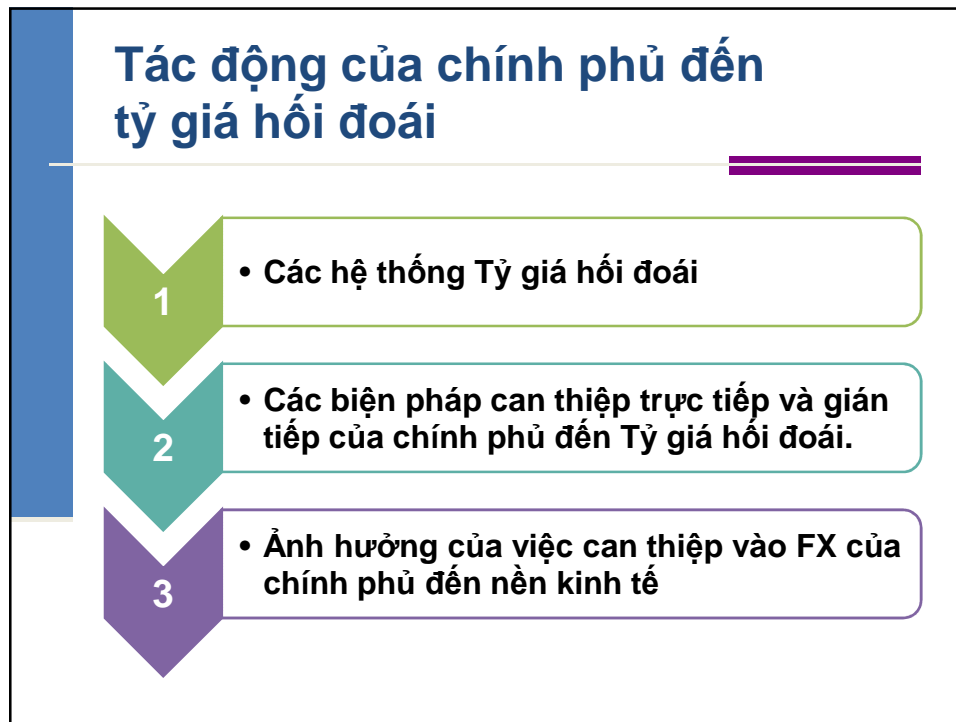 Tác động của chính phủ đến
tỷ giá hối đoái
1
• Các hệ thống Tỷ giá hối đoái
2
• Các biện pháp can thiệp trực tiếp và gián
tiếp của chính phủ đến Tỷ giá hối đoái.
3
• Ảnh hưởng của việc can thiệp vào FX của
chính phủ đến nền kinh tế